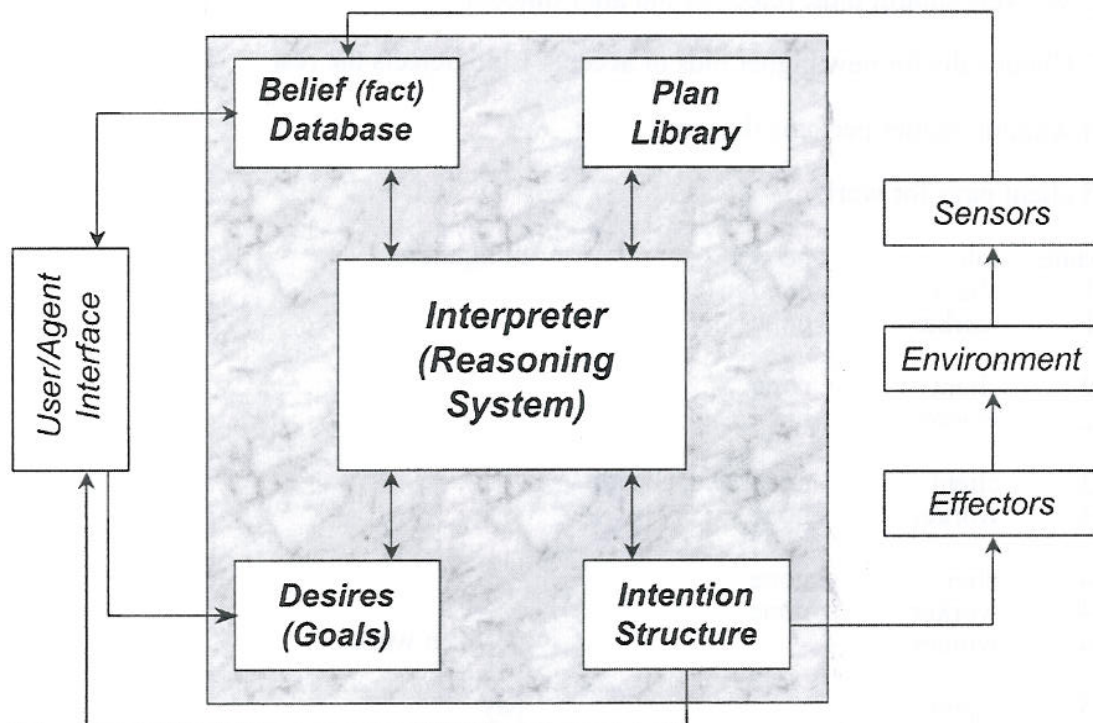 Belief (fact)
Database
Plan
Library
Sensors
User/Agent
Interface
Interpreter
(Reasoning
System)
Environment
Effectors
Desires
(Goals)
Intention
Structure